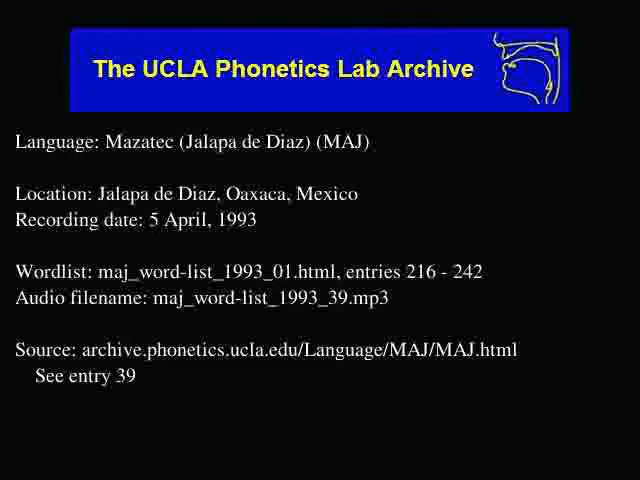 The UCLA Phonetics Lab Archive
Language: Mazatec (Jalapa de Diaz) (MAJ)
Location: Jalapa de Diaz, Oaxaca, Mexico
Recording date: 5 April, 1993
Wordlist: maj_word-list_1993_01.html, entries 216 - 242
Audio filename: maj_word-list_1993_39.mp3
Source: archive.phonetics.ucla.edu/Language/MAJ/MAJ.html
See entry 39